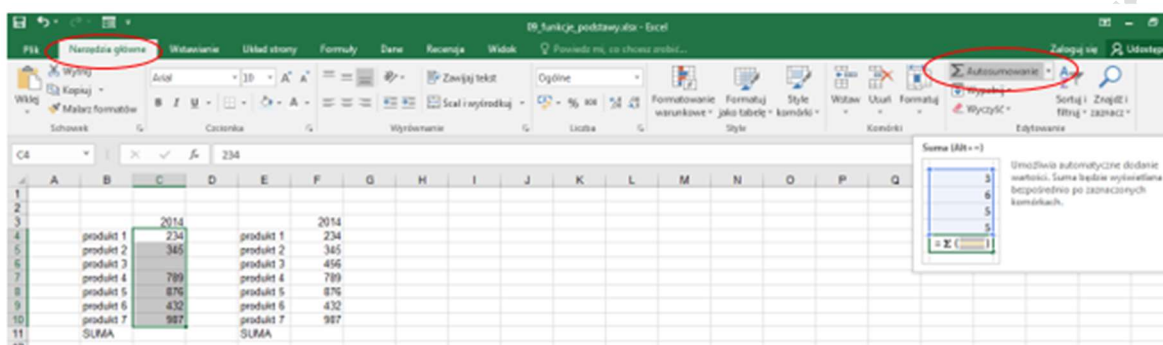 09_funkcje_podstawy.xlsx - Excel
Plik Narzędzia główne Wstawianie Układ strony Formuły Dane Recenzja Widok Powiedz mi, co chcesz zrobić... Zaloguj się Udostępn
Wklej
Wytnij
Kopiuj
Malarz formatów
Schowek
Arial 10 A A
B I U A
Czcionka
Zawijaj tekst
Scal i wyśrodkuj
Wyrównanie
Ogólne
% 000
Liczba
Formatowanie warunkowe
Formatuj jako tabelę
Style komórki
Style
Wstaw Usuń Formatuj
Komórki
Σ Autosumowanie
Wypełnij
Wyczyść
Sortuj i filtruj
Znajdź i zaznacz
Edytowanie
C4 fx 234
Suma (Alt+=)
Umożliwia automatyczne dodanie
wartości. Suma będzie wyświetlana
bezpośrednio po zaznaczonych
komórkach.
3
6
5
5
= Σ ( )
A B C D E F G H I J K L M N O P Q
1
2
3 2014 2014
4 produkt 1 234 produkt 1 234
5 produkt 2 345 produkt 2 345
6 produkt 3 produkt 3 456
7 produkt 4 789 produkt 4 789
8 produkt 5 876 produkt 5 876
9 produkt 6 432 produkt 6 432
10 produkt 7 987 produkt 7 987
11 SUMA SUMA